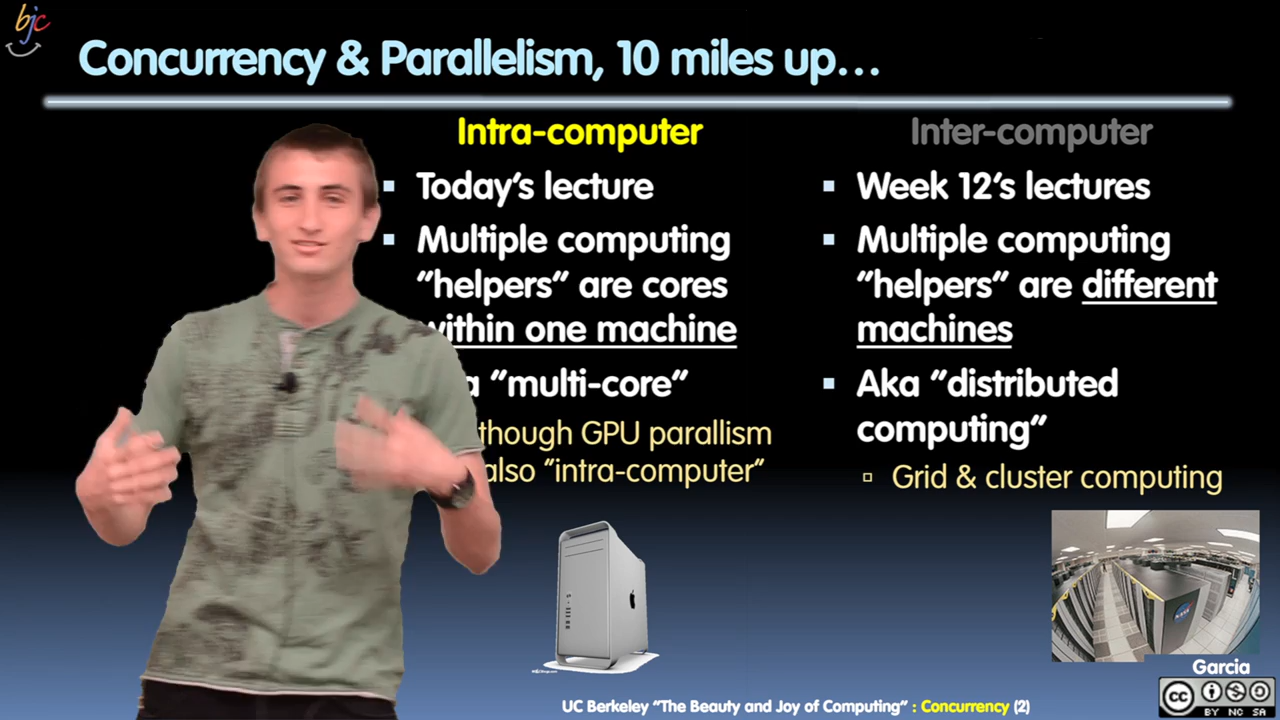 bjc
Concurrency & Parallelism, 10 miles up...
Intra-computer
Today's lecture
Multiple computing
"helpers" are cores
within one machine
"multi-core"
though GPU parallism
also "intra-computer"
Inter-computer
Week 12's lectures
Multiple computing
"helpers" are different
machines
Aka "distributed
computing"
Grid & cluster computing
NASA
Garcia
UC Berkeley "The Beauty and Joy of Computing" : Concurrency (2)
cc
BY NC SA